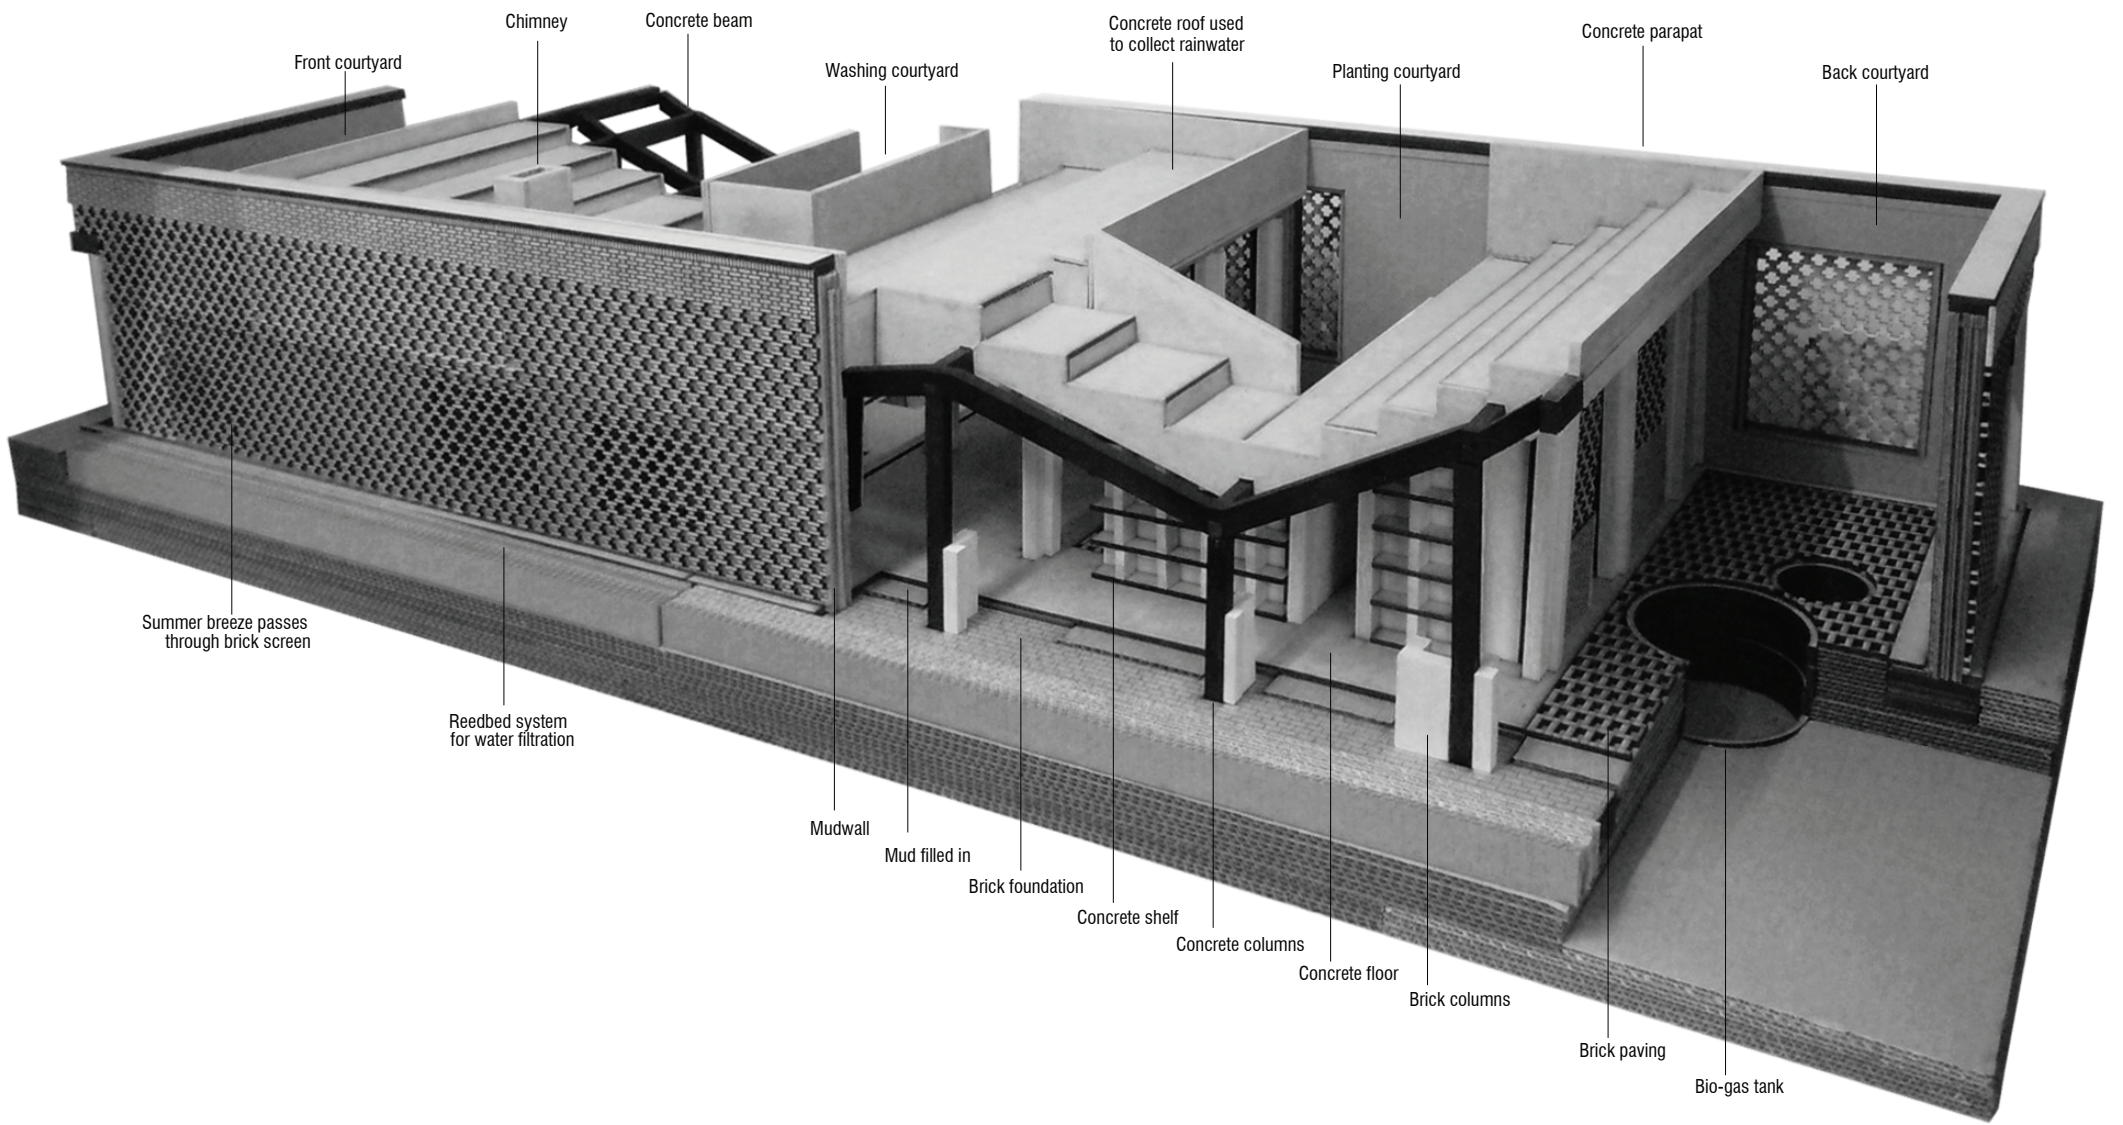 Chimney
Concrete beam
Concrete roof used
to collect rainwater
Concrete parapat
Front courtyard
Washing courtyard
Planting courtyard
Back courtyard
Summer breeze passes
through brick screen
Reedbed system
for water filtration
Mudwall
Mud filled in
Brick foundation
Concrete shelf
Concrete columns
Concrete floor
Brick columns
Brick paving
Bio-gas tank